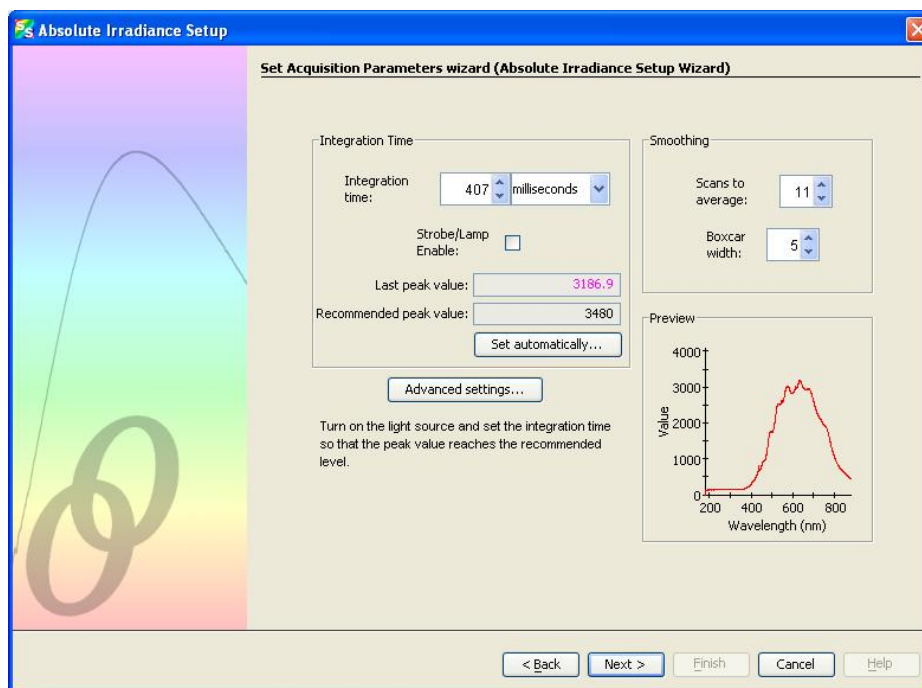 Absolute Irradiance Setup
Set Acquisition Parameters wizard (Absolute Irradiance Setup Wizard)
Integration Time
Integration
time:
407
milliseconds
Strobe/Lamp
Enable:
Last peak value:
3186.9
Recommended peak value:
3480
Set automatically...
Advanced settings...
Turn on the light source and set the integration time
so that the peak value reaches the recommended
level.
Smoothing
Scans to
average:
11
Boxcar
width:
5
Preview
4000
3000
2000
1000
0
Value
200 400 600 800
Wavelength (nm)
< Back
Next >
Finish
Cancel
Help